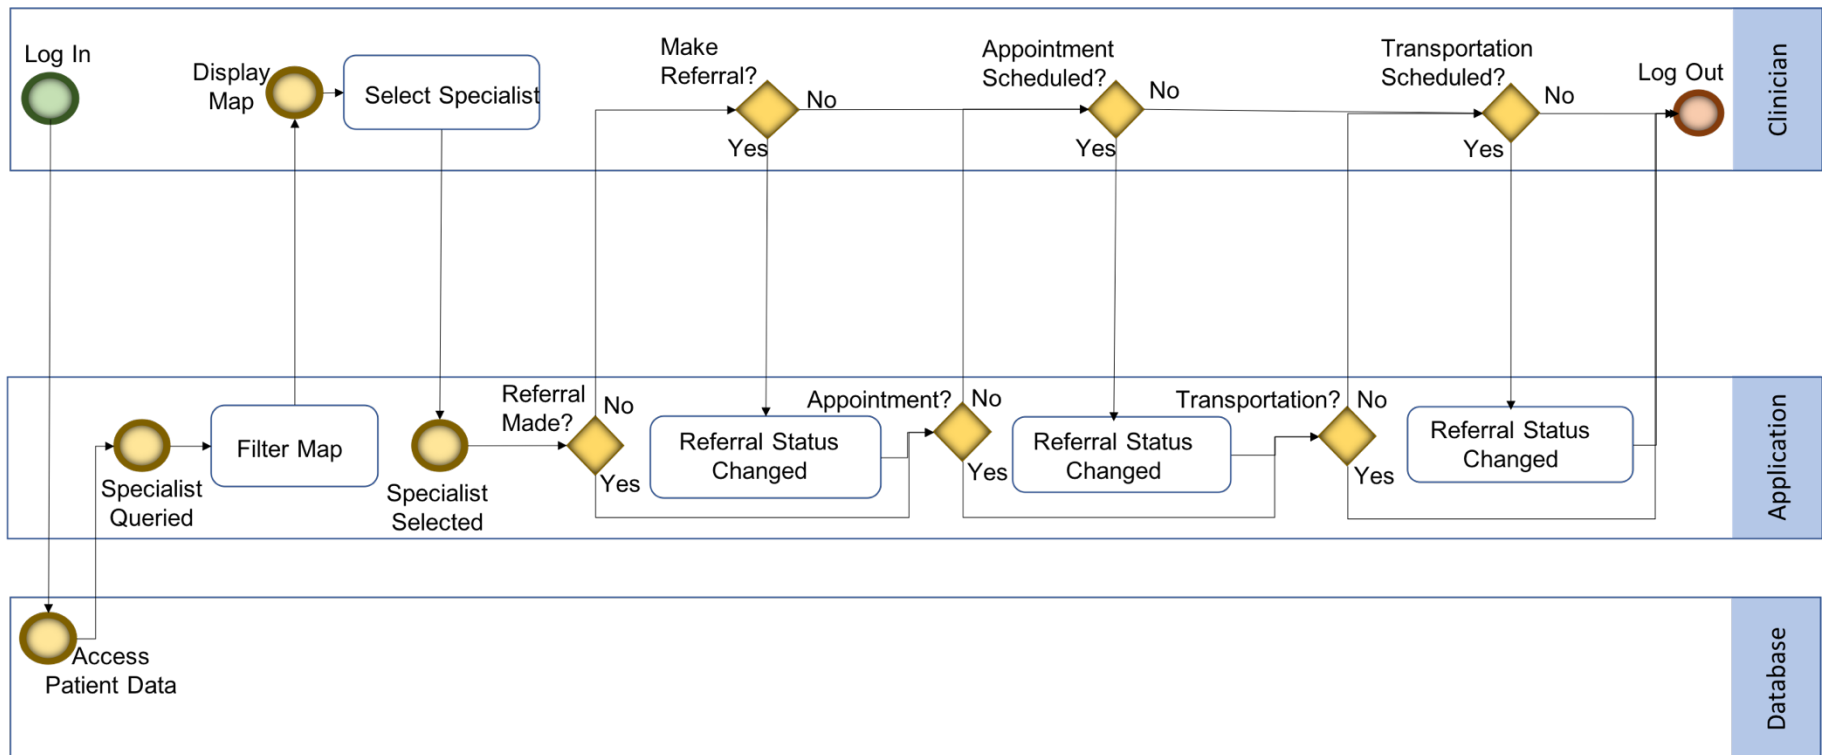 Log In
Display
Map
Select Specialist
Make
Referral?
No
Yes
Appointment
Scheduled?
No
Yes
Transportation
Scheduled?
No
Yes
Log Out
Clinician
Specialist
Queried
Filter Map
Specialist
Selected
Referral
Made?
No
Yes
Referral Status
Changed
Appointment?
No
Yes
Referral Status
Changed
Transportation?
No
Yes
Referral Status
Changed
Application
Access
Patient Data
Database